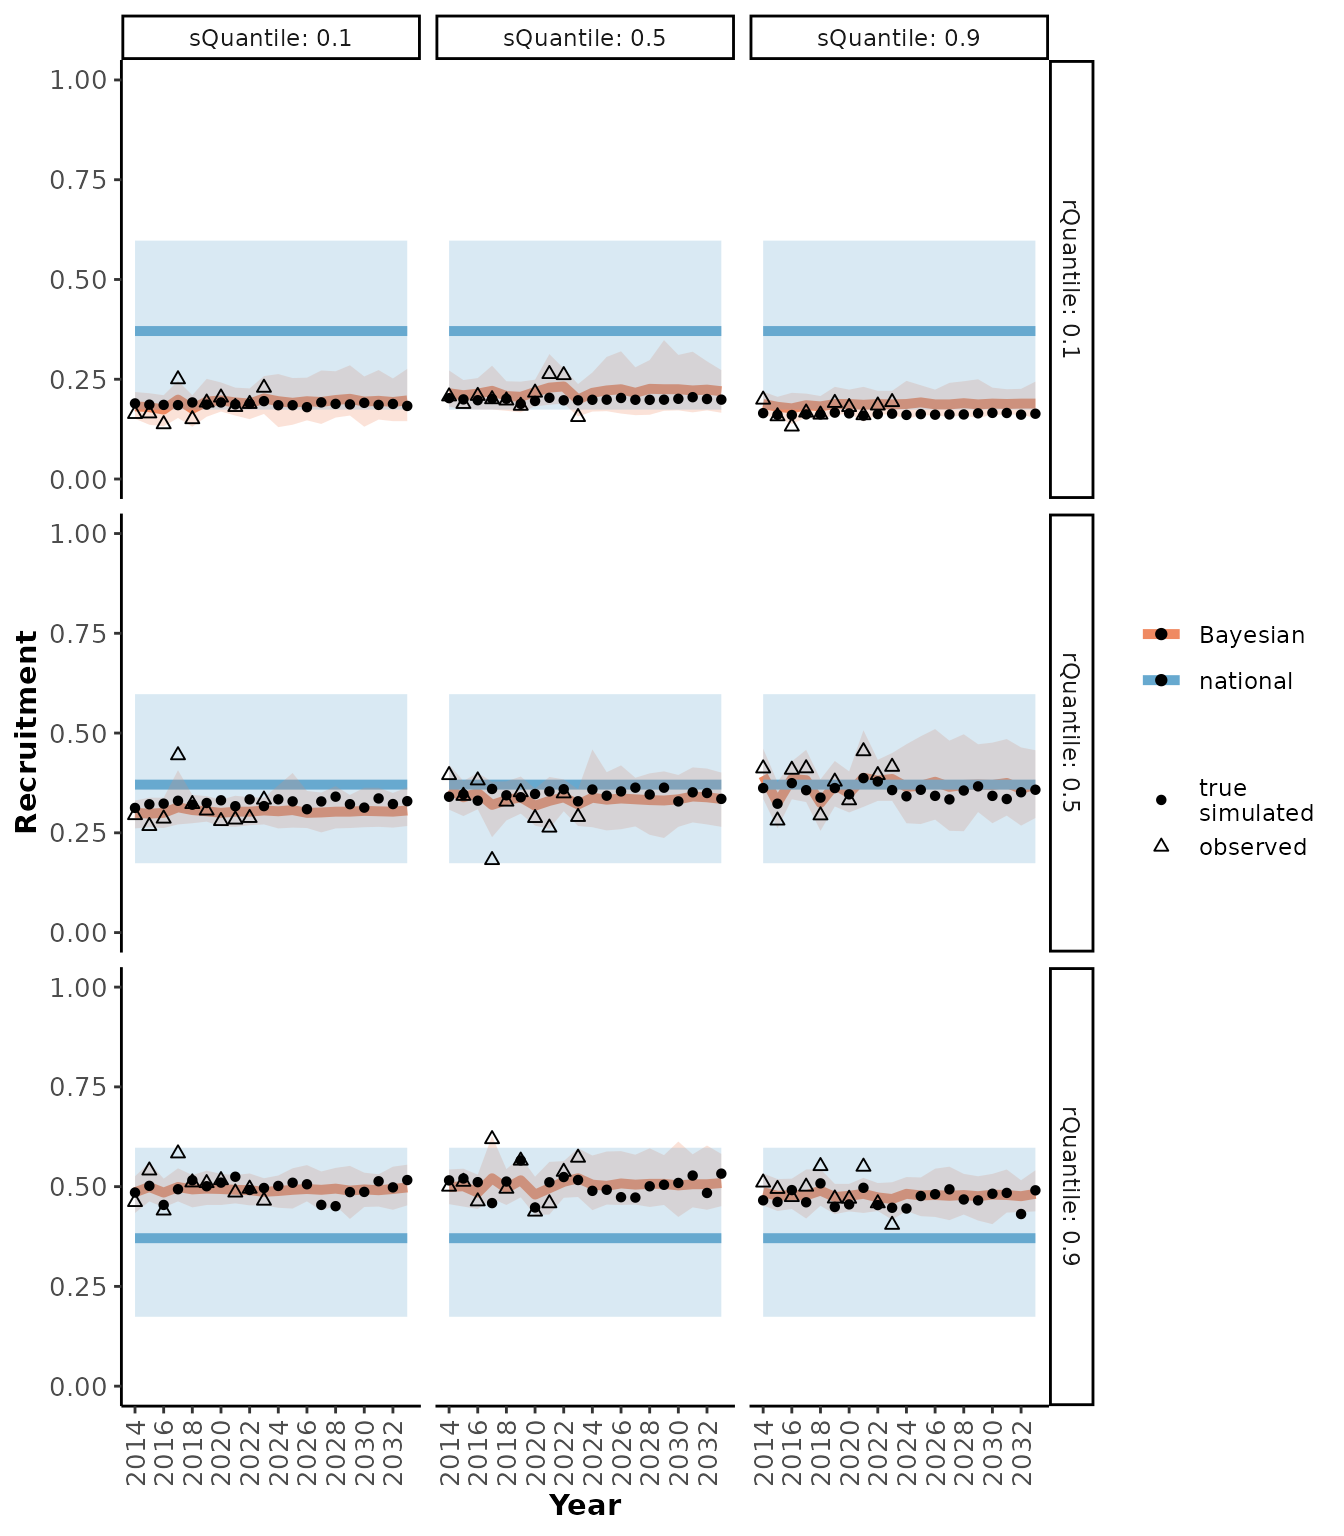 sQuantile: 0.1
sQuantile: 0.5
sQuantile: 0.9
1.00
0.75
0.50
0.25
0.00
rQuantile: 0.1
1.00
0.75
0.50
0.25
0.00
rQuantile: 0.5
1.00
0.75
0.50
0.25
0.00
rQuantile: 0.9
Recruitment
2014 2016 2018 2020 2022 2024 2026 2028 2030 2032
2014 2016 2018 2020 2022 2024 2026 2028 2030 2032
2014 2016 2018 2020 2022 2024 2026 2028 2030 2032
Year
Bayesian
national
true
simulated
observed